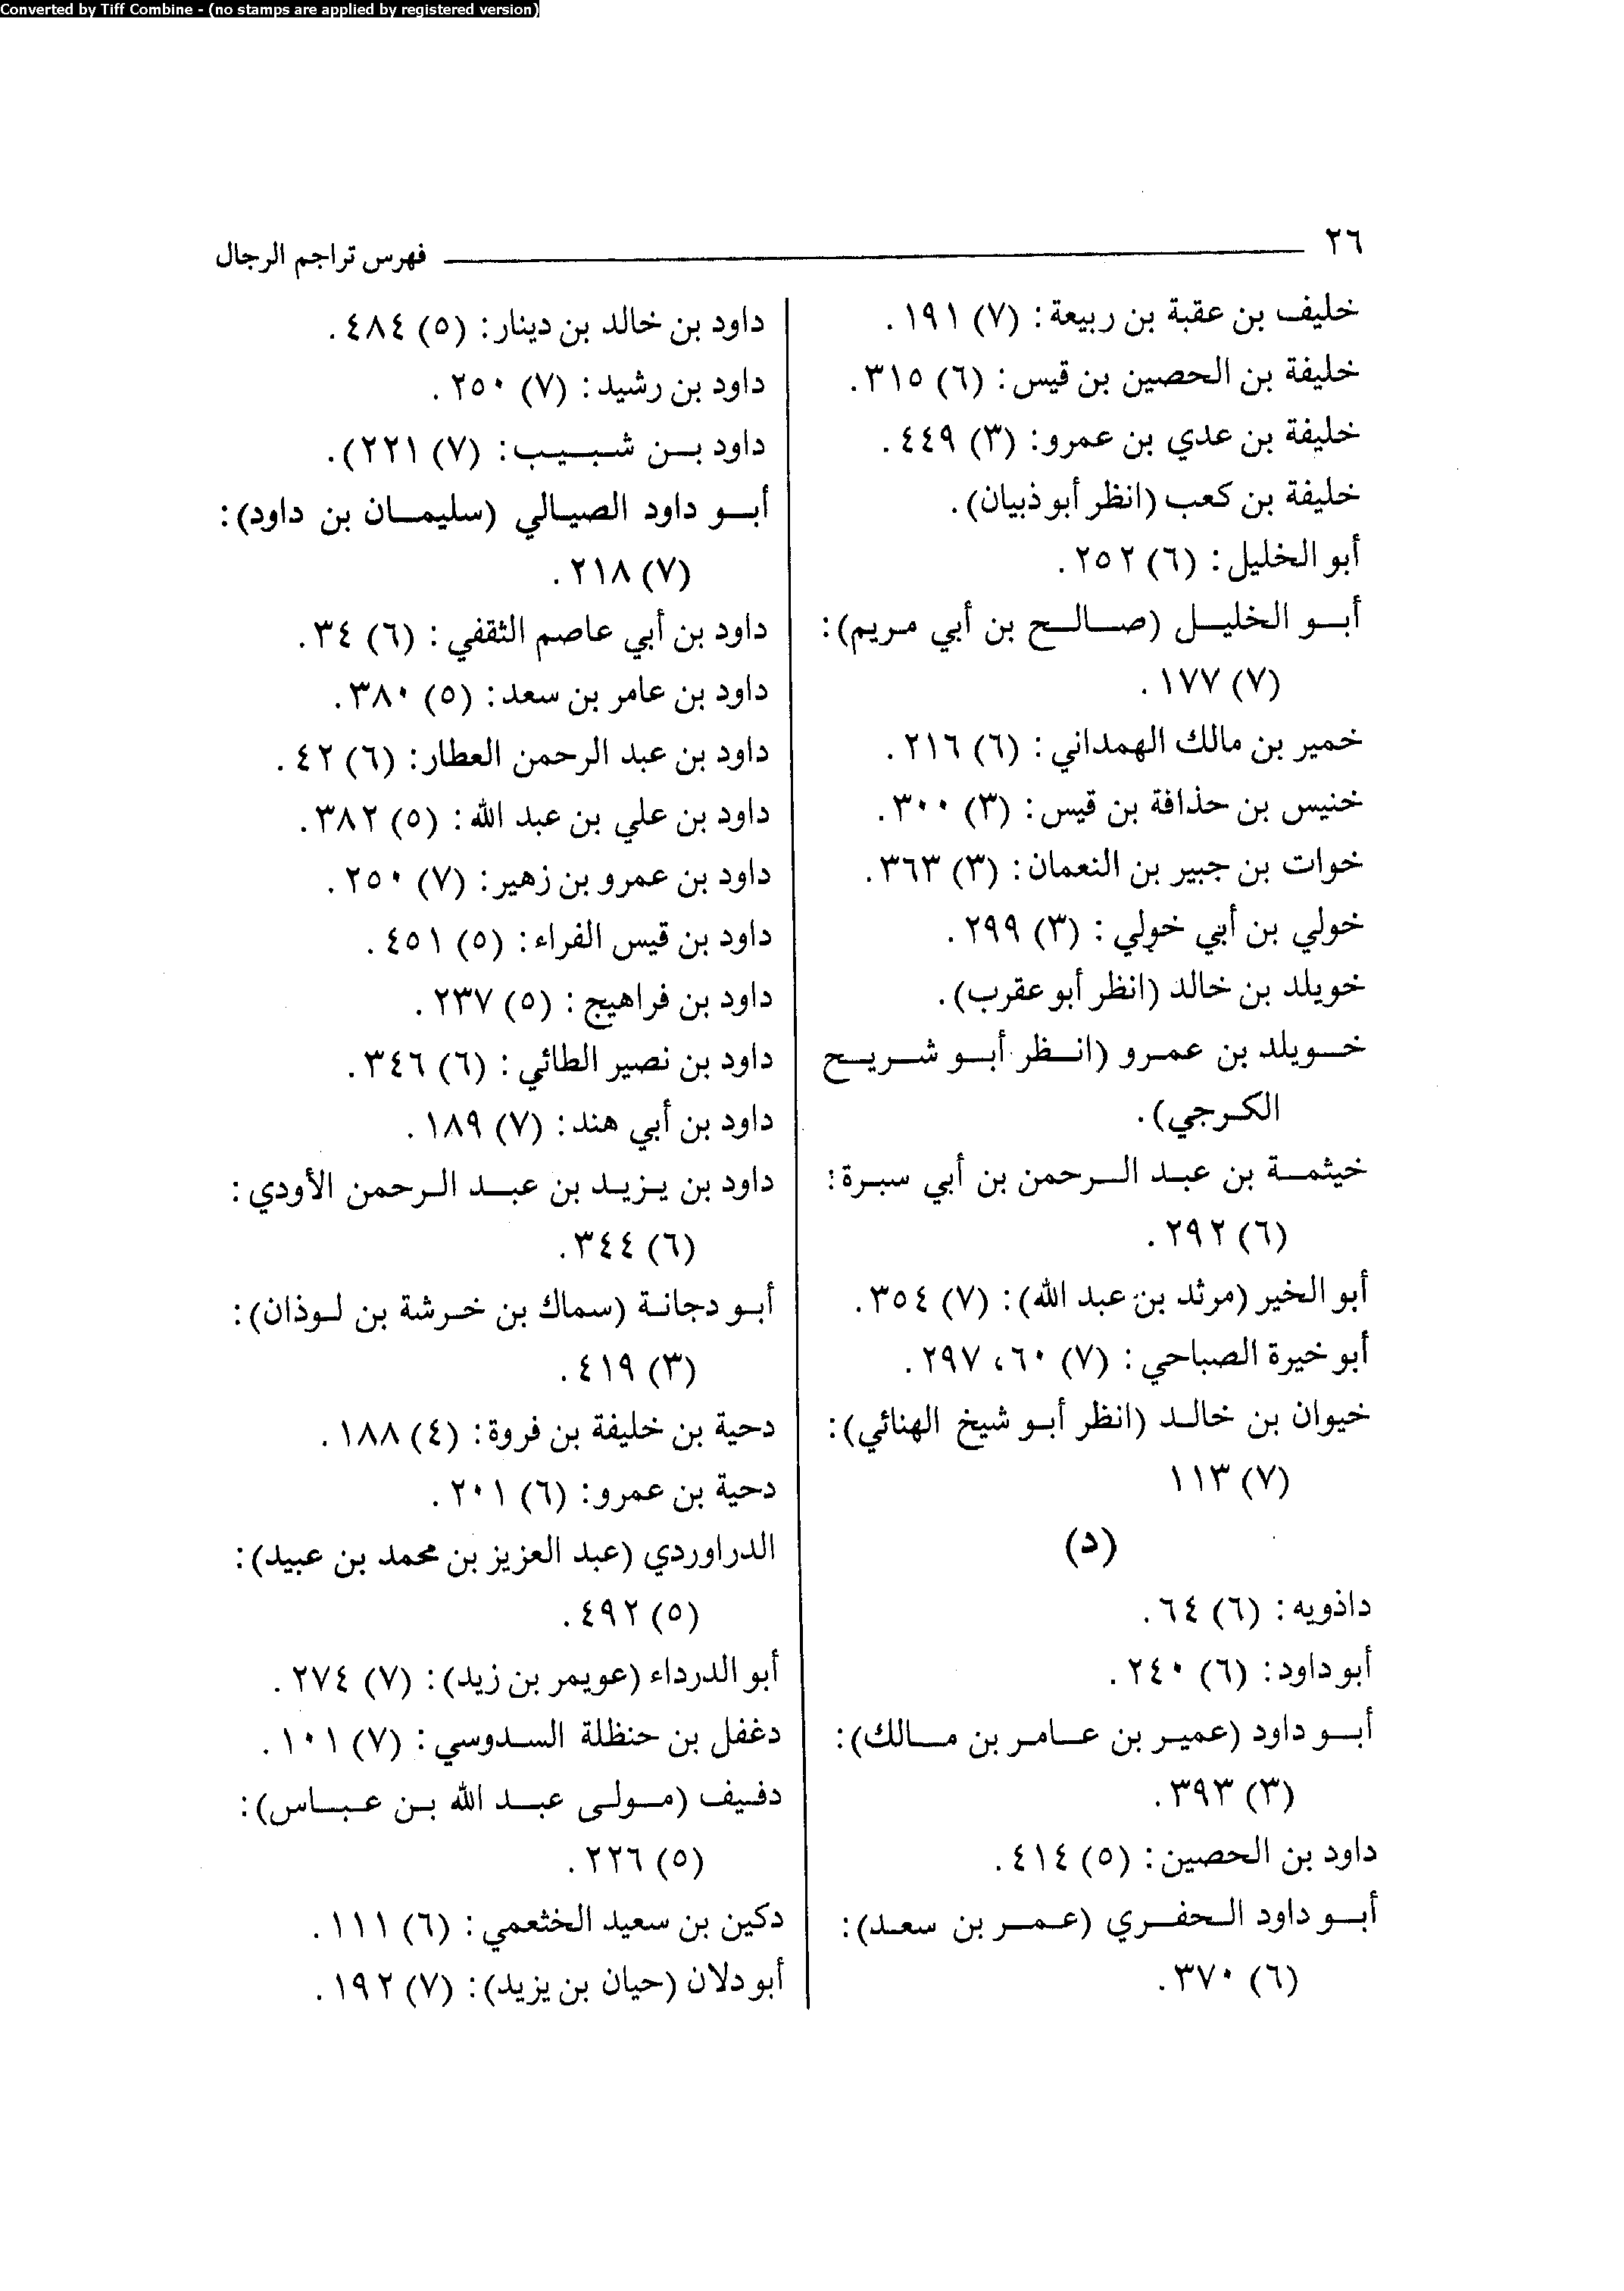 Converted by Tiff Combine - (no stamps are applied by registered version)
٢٦
فهرس تراجم الرجال
خليف بن عقبة بن ربيعة: (٧) ١٩١.
خليفة بن الحصين بن قيس: (٦) ٣١٥.
خليفة بن عدي بن عمرو: (٣) ٤٤٩.
خليفة بن كعب (انظر أبو ذبيان).
أبو الخليل: (٦) ٢٥٢.
أبو الخليل (صالح بن أبي مريم):
(٧) ١٧٧.
خمير بن مالك الهمداني: (٦) ٢١٦.
خنيس بن حذافة بن قيس: (٣) ٣٠٠.
خوات بن جبير بن النعمان: (٣) ٣٦٣.
خولي بن أبي خولي: (٣) ٢٩٩.
خويلد بن خالد (انظر أبو عقرب).
خويلد بن عمرو (انظر أبو شريح
الكرجي).
خيثمة بن عبد الرحمن بن أبي سبرة:
(٦) ٢٩٢.
أبو الخير (مرثد بن عبد الله): (٧) ٣٥٤.
أبو خيرة الصباحي: (٧) ٦٠، ٢٩٧.
خيوان بن خالد (انظر أبو شيخ الهنائي):
(٧) ١١٣
(د)
داذويه: (٦) ٦٤.
أبو داود: (٦) ٢٤٠.
أبو داود (عمير بن عامر بن مالك):
(٣) ٣٩٣.
داود بن الحصين: (٥) ٤١٤.
أبو داود الحفري (عمر بن سعد):
(٦) ٣٧٠.
داود بن خالد بن دينار: (٥) ٤٨٤.
داود بن رشيد: (٧) ٢٥٠.
داود بن شبيب: (٧) ٢٢١).
أبو داود الصيالي (سليمان بن داود):
(٧) ٢١٨.
داود بن أبي عاصم الثقفي: (٦) ٣٤.
داود بن عامر بن سعد: (٥) ٣٨٠.
داود بن عبد الرحمن العطار: (٦) ٤٢.
داود بن علي بن عبد الله: (٥) ٣٨٢.
داود بن عمرو بن زهير: (٧) ٢٥٠.
داود بن قيس الفراء: (٥) ٤٥١.
داود بن فراهيج: (٥) ٢٣٧.
داود بن نصير الطائي: (٦) ٣٤٦.
داود بن أبي هند: (٧) ١٨٩.
داود بن يزيد بن عبد الرحمن الأودي:
(٦) ٣٤٤.
أبو دجانة (سماك بن خرشة بن لوذان):
(٣) ٤١٩.
دحية بن خليفة بن فروة: (٤) ١٨٨.
دحية بن عمرو: (٦) ٢٠١.
الدراوردي (عبد العزيز بن محمد بن عبيد):
(٥) ٤٩٢.
أبو الدرداء (عويمر بن زيد): (٧) ٢٧٤.
دغفل بن حنظلة السدوسي: (٧) ١٠١.
دفيف (مولى عبد الله بن عباس):
(٥) ٢٢٦.
دكين بن سعيد الخثعمي: (٦) ١١١.
أبو دلان (حيان بن يزيد): (٧) ١٩٢.